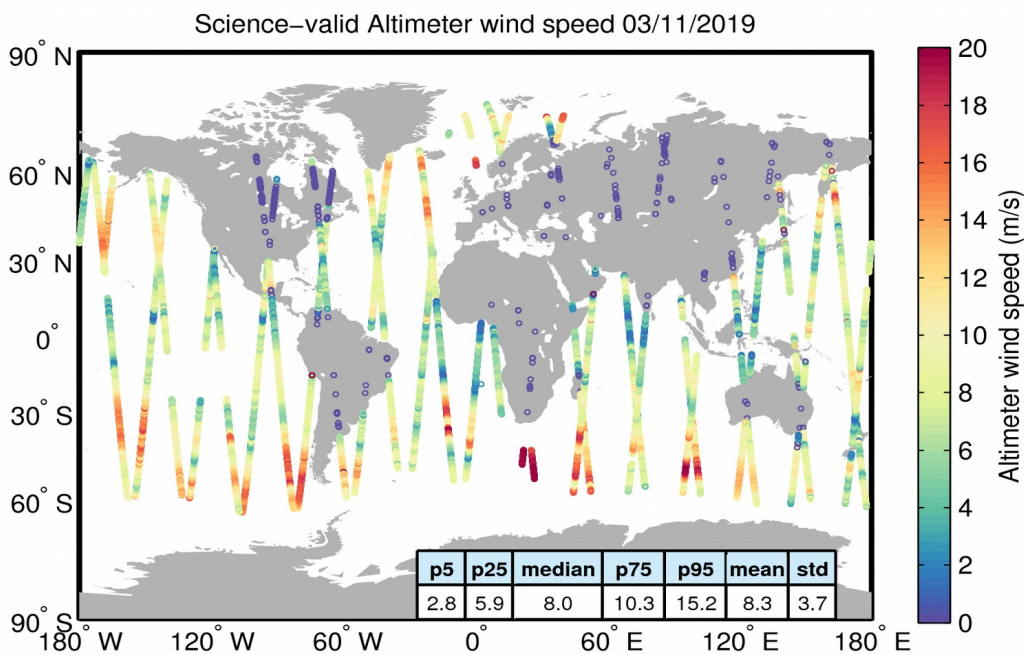 Science−valid Altimeter wind speed 03/11/2019
90° N
60° N
30° N
0°
30° S
60° S
90° S
180° W
120° W
60° W
0°
60° E
120° E
180° E
20
18
16
14
12
10
8
6
4
2
0
Altimeter wind speed (m/s)
p5 p25 median p75 p95 mean std
2.8 5.9 8.0 10.3 15.2 8.3 3.7